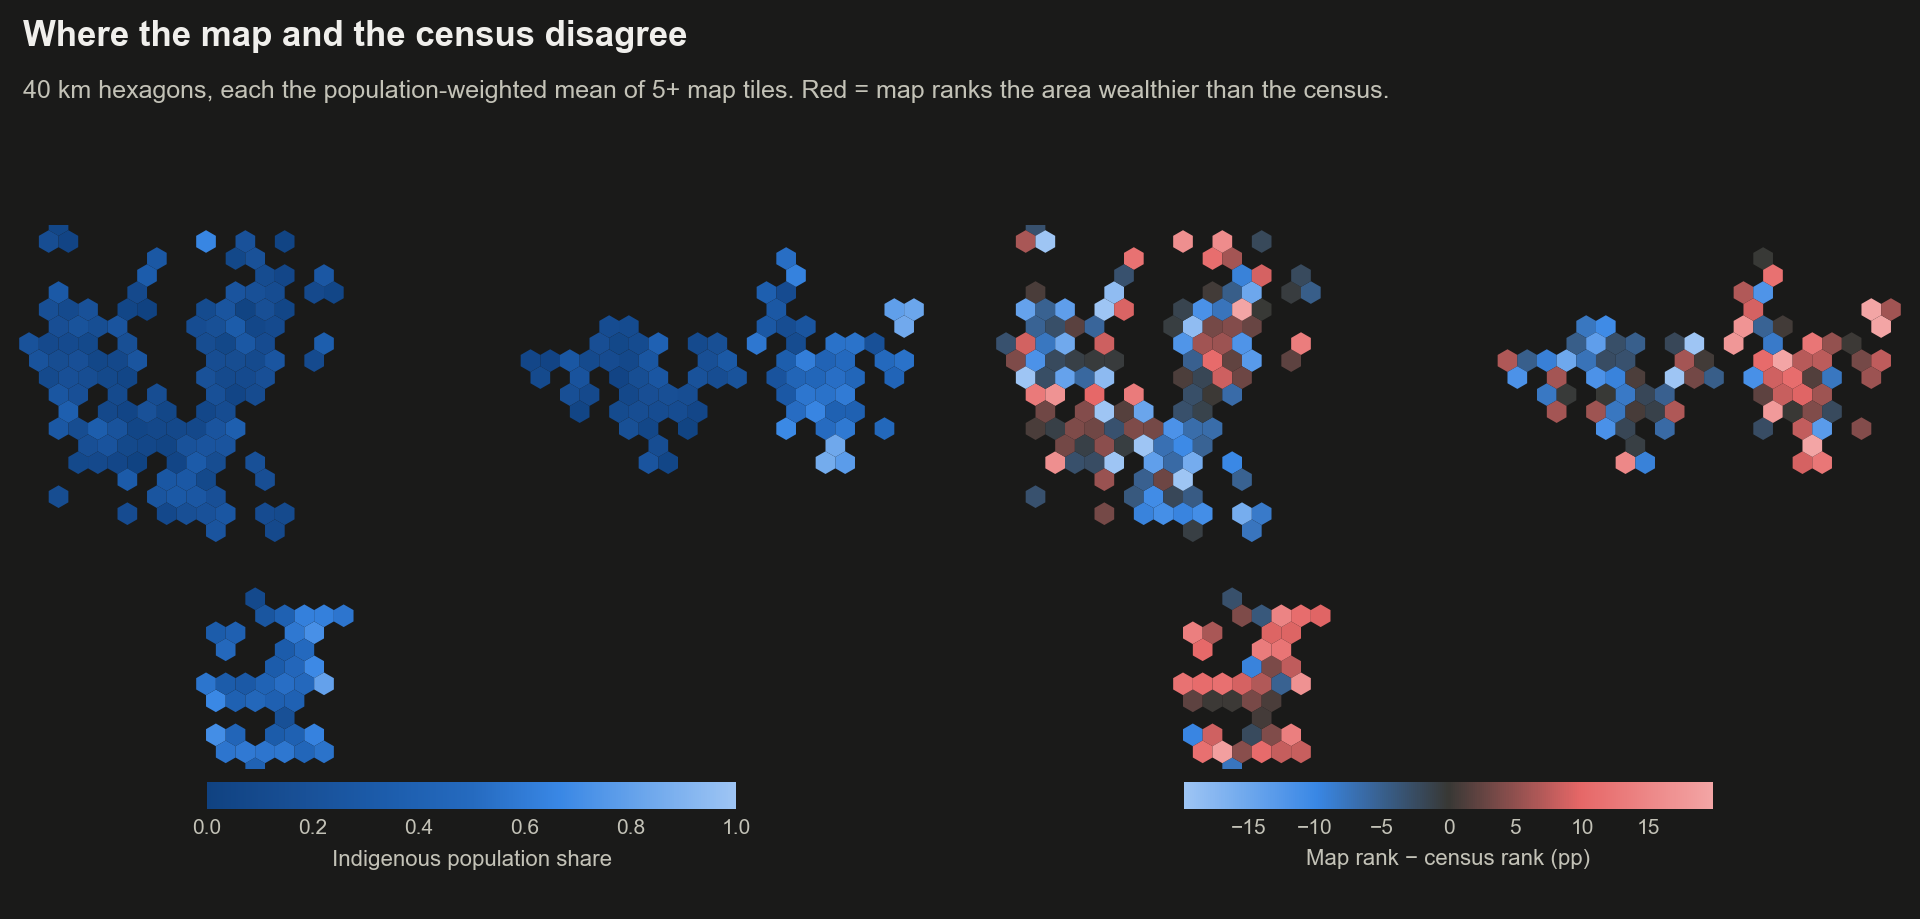 Where the map and the census disagree
40 km hexagons, each the population-weighted mean of 5+ map tiles. Red = map ranks the area wealthier than the census.
0.0 0.2 0.4 0.6 0.8 1.0
Indigenous population share
−15 −10 −5 0 5 10 15
Map rank − census rank (pp)